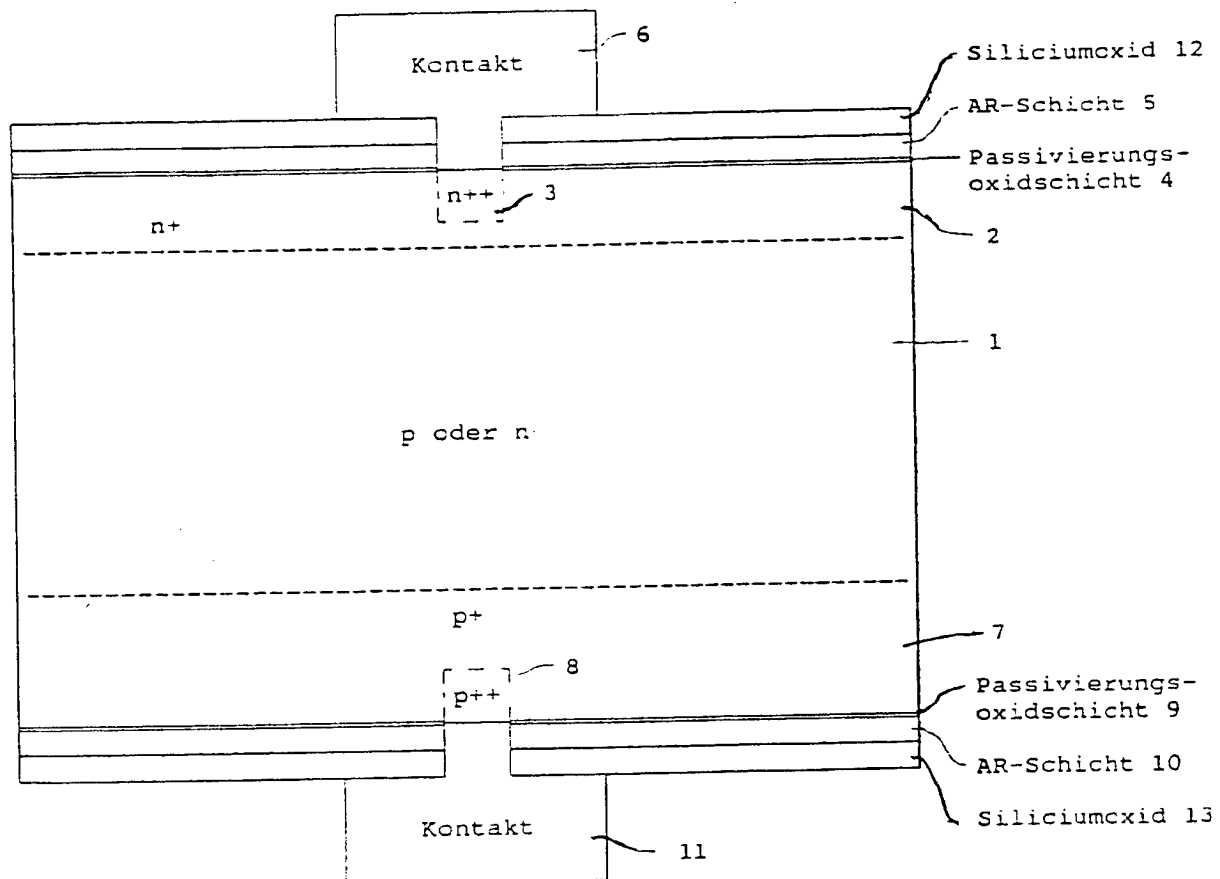 6
Kontakt
Siliciumoxid 12
AR-Schicht 5
Passivierungs-
oxidschicht 4
n++
3
n+
2
1
p oder n
p+
7
8
p++
Passivierungs-
oxidschicht 9
AR-Schicht 10
Siliciumoxid 13
Kontakt
11